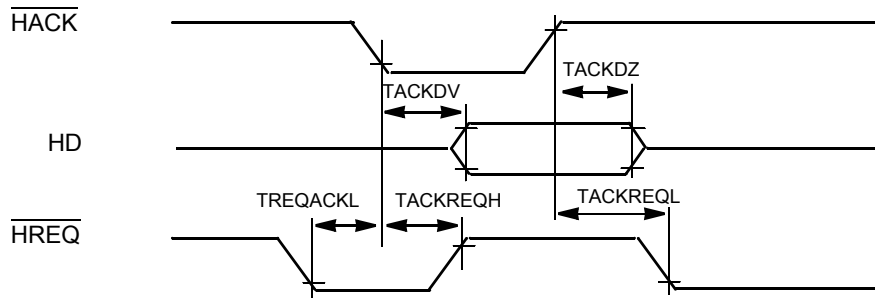 HACK
TACKDZ
TACKDV
HD
TREQACKL TACKREQH TACKREQL
HREQ